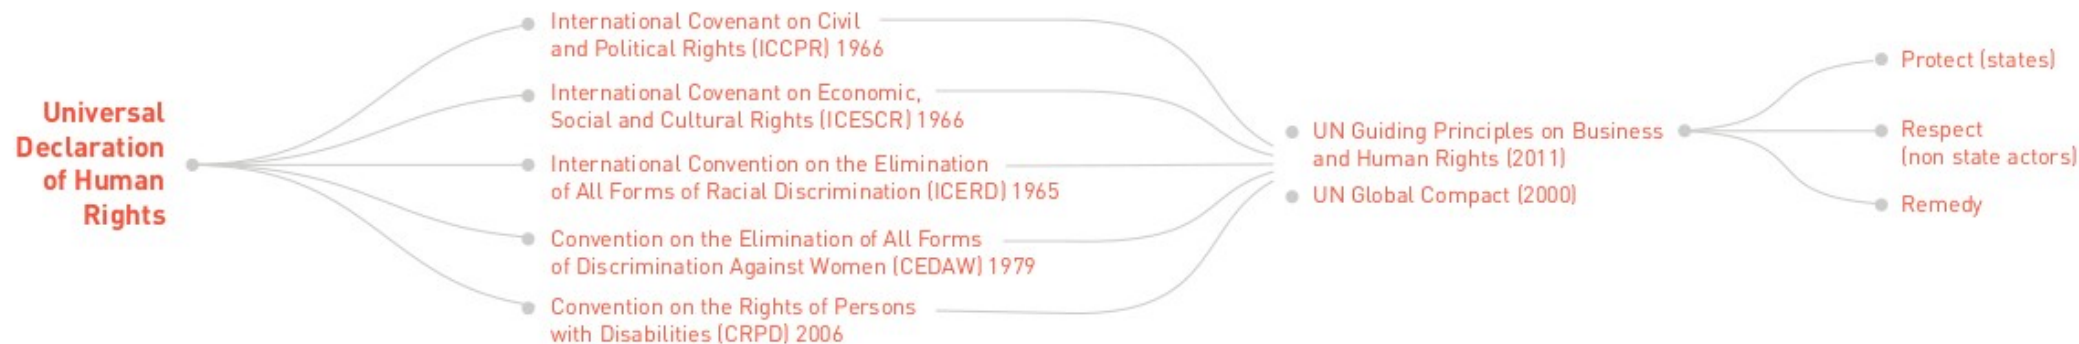 Universal
Declaration
of Human
Rights
International Covenant on Civil
and Political Rights (ICCPR) 1966
International Covenant on Economic,
Social and Cultural Rights (ICESCR) 1966
International Convention on the Elimination
of All Forms of Racial Discrimination (ICERD) 1965
Convention on the Elimination of All Forms
of Discrimination Against Women (CEDAW) 1979
Convention on the Rights of Persons
with Disabilities (CRPD) 2006
UN Guiding Principles on Business
and Human Rights (2011)
UN Global Compact (2000)
Protect (states)
Respect
(non state actors)
Remedy